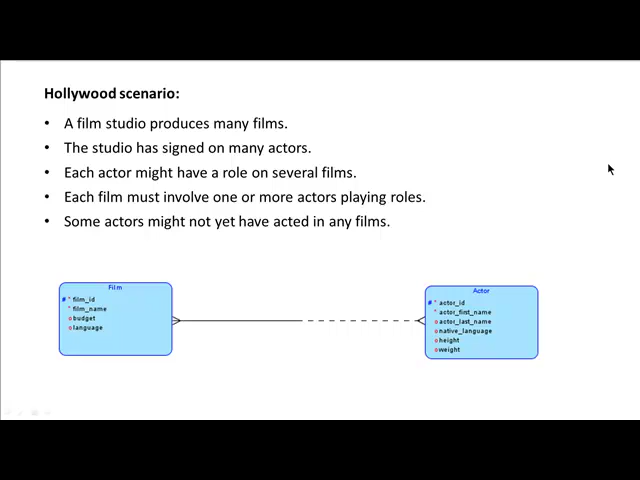 Hollywood scenario:
• A film studio produces many films.
• The studio has signed on many actors.
• Each actor might have a role on several films.
• Each film must involve one or more actors playing roles.
• Some actors might not yet have acted in any films.
Film
# * film_id
* film_name
o budget
o language
Actor
# * actor_id
* actor_first_name
o actor_last_name
o native_language
o height
o weight